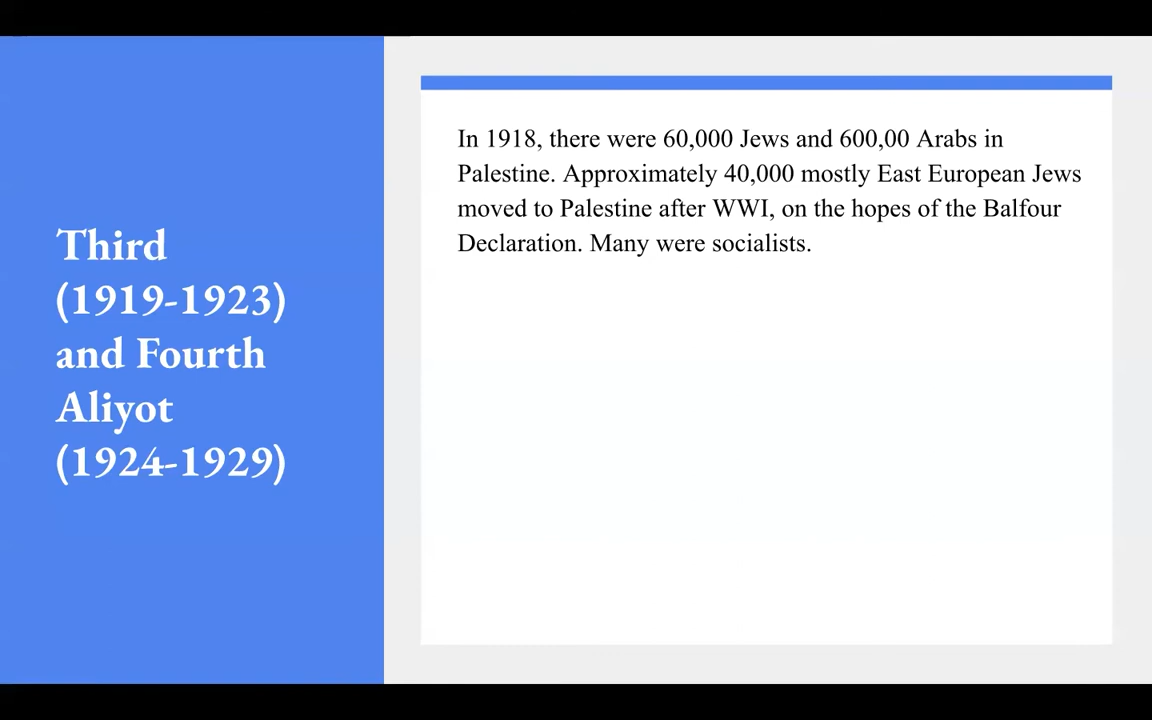 Third
(1919-1923)
and Fourth
Aliyot
(1924-1929)
In 1918, there were 60,000 Jews and 600,00 Arabs in
Palestine. Approximately 40,000 mostly East European Jews
moved to Palestine after WWI, on the hopes of the Balfour
Declaration. Many were socialists.